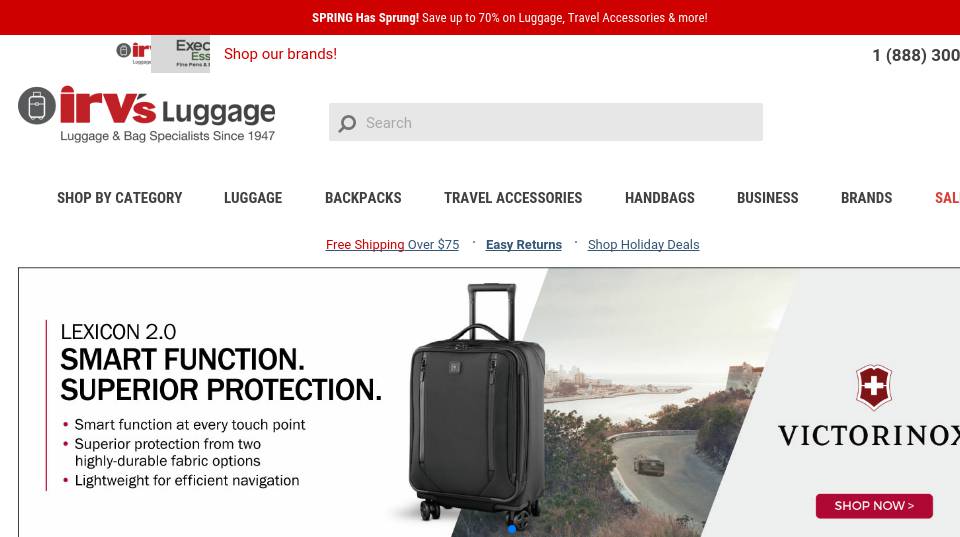 SPRING Has Sprung! Save up to 70% on Luggage, Travel Accessories & more!
irv's
Luggage
Exec
Ess
Fine Pens &
Shop our brands!
1 (888) 300
irv's Luggage
Luggage & Bag Specialists Since 1947
Search
SHOP BY CATEGORY LUGGAGE BACKPACKS TRAVEL ACCESSORIES HANDBAGS BUSINESS BRANDS SAL
Free Shipping Over $75 · Easy Returns · Shop Holiday Deals
LEXICON 2.0
SMART FUNCTION.
SUPERIOR PROTECTION.
• Smart function at every touch point
• Superior protection from two
highly-durable fabric options
• Lightweight for efficient navigation
VICTORINOX
SHOP NOW >